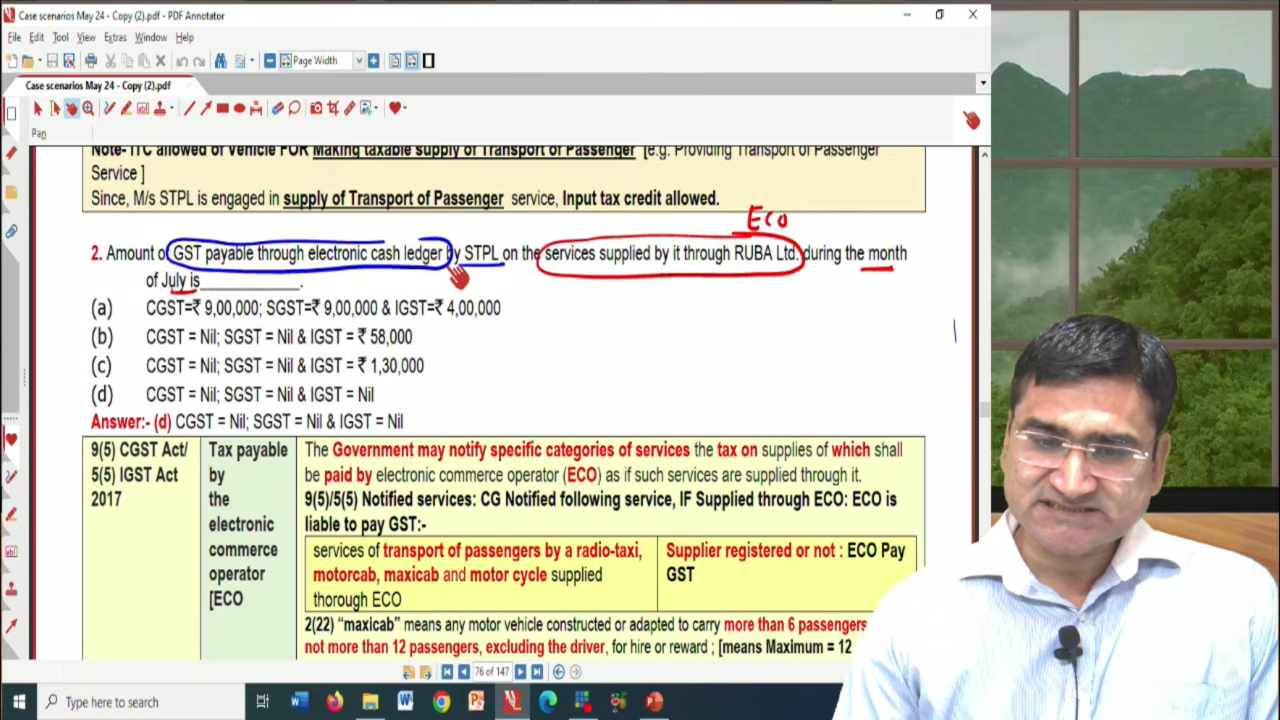 Case scenarios May 24 - Copy (2).pdf - PDF Annotator
File Edit Tool View Extras Window Help
Page Width
Case scenarios May 24 - Copy (2).pdf
Pan
Note- ITC allowed of Vehicle FOR Making taxable supply of Transport of Passenger [e.g. Providing Transport of Passenger
Service ]
Since, M/s STPL is engaged in supply of Transport of Passenger service, Input tax credit allowed.
ECO
2. Amount o GST payable through electronic cash ledger by STPL on the services supplied by it through RUBA Ltd. during the month
of July is____________.
(a) CGST=₹ 9,00,000; SGST=₹ 9,00,000 & IGST=₹ 4,00,000
(b) CGST = Nil; SGST = Nil & IGST = ₹ 58,000
(c) CGST = Nil; SGST = Nil & IGST = ₹ 1,30,000
(d) CGST = Nil; SGST = Nil & IGST = Nil
Answer:- (d) CGST = Nil; SGST = Nil & IGST = Nil
9(5) CGST Act/ Tax payable The Government may notify specific categories of services the tax on supplies of which shall
5(5) IGST Act by be paid by electronic commerce operator (ECO) as if such services are supplied through it.
2017 the 9(5)/5(5) Notified services: CG Notified following service, IF Supplied through ECO: ECO is
electronic liable to pay GST:-
commerce services of transport of passengers by a radio-taxi, Supplier registered or not : ECO Pay
operator motorcab, maxicab and motor cycle supplied GST
[ECO thorough ECO
2(22) “maxicab” means any motor vehicle constructed or adapted to carry more than 6 passengers
not more than 12 passengers, excluding the driver, for hire or reward ; [means Maximum = 12
76 of 147
Type here to search